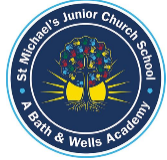 St Michael's Junior Church School
A Bath & Wells Academy